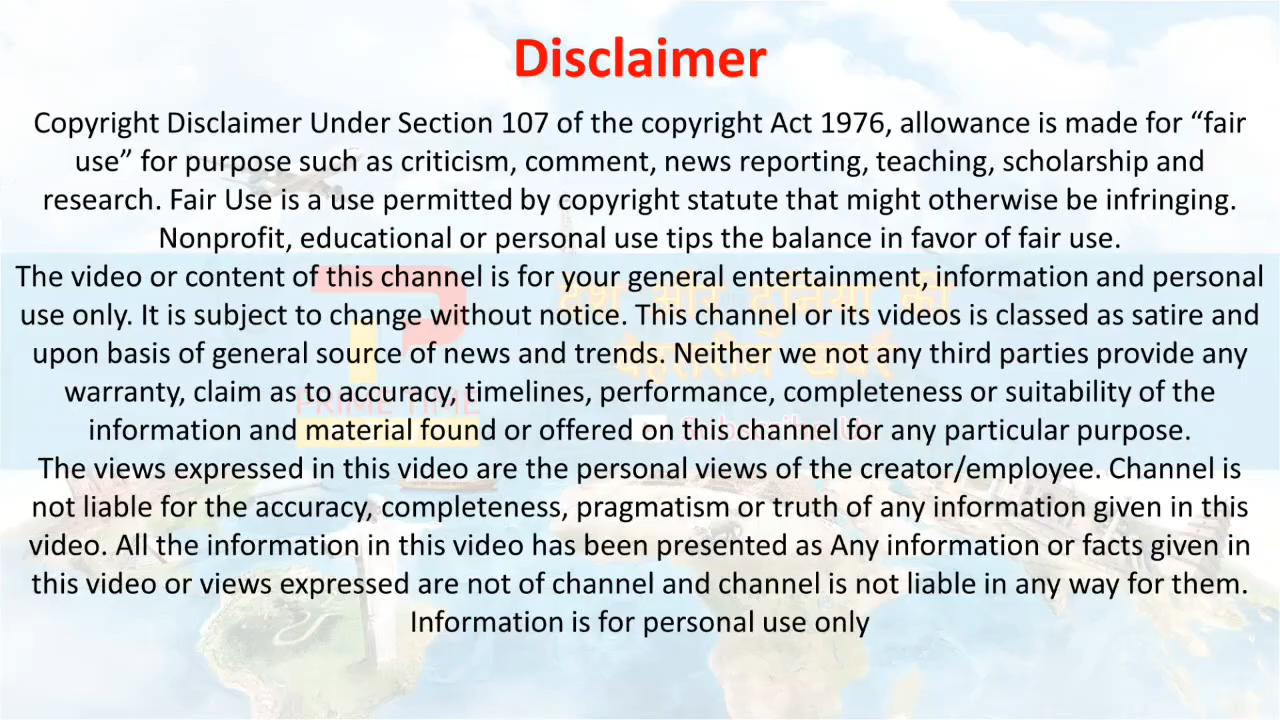 Disclaimer
Copyright Disclaimer Under Section 107 of the copyright Act 1976, allowance is made for “fair
use” for purpose such as criticism, comment, news reporting, teaching, scholarship and
research. Fair Use is a use permitted by copyright statute that might otherwise be infringing.
Nonprofit, educational or personal use tips the balance in favor of fair use.
The video or content of this channel is for your general entertainment, information and personal
use only. It is subject to change without notice. This channel or its videos is classed as satire and
upon basis of general source of news and trends. Neither we not any third parties provide any
warranty, claim as to accuracy, timelines, performance, completeness or suitability of the
information and material found or offered on this channel for any particular purpose.
The views expressed in this video are the personal views of the creator/employee. Channel is
not liable for the accuracy, completeness, pragmatism or truth of any information given in this
video. All the information in this video has been presented as Any information or facts given in
this video or views expressed are not of channel and channel is not liable in any way for them.
Information is for personal use only
देश और दुनिया की
बेहतरीन खबरें
PRIME TIME
Subscribe Us